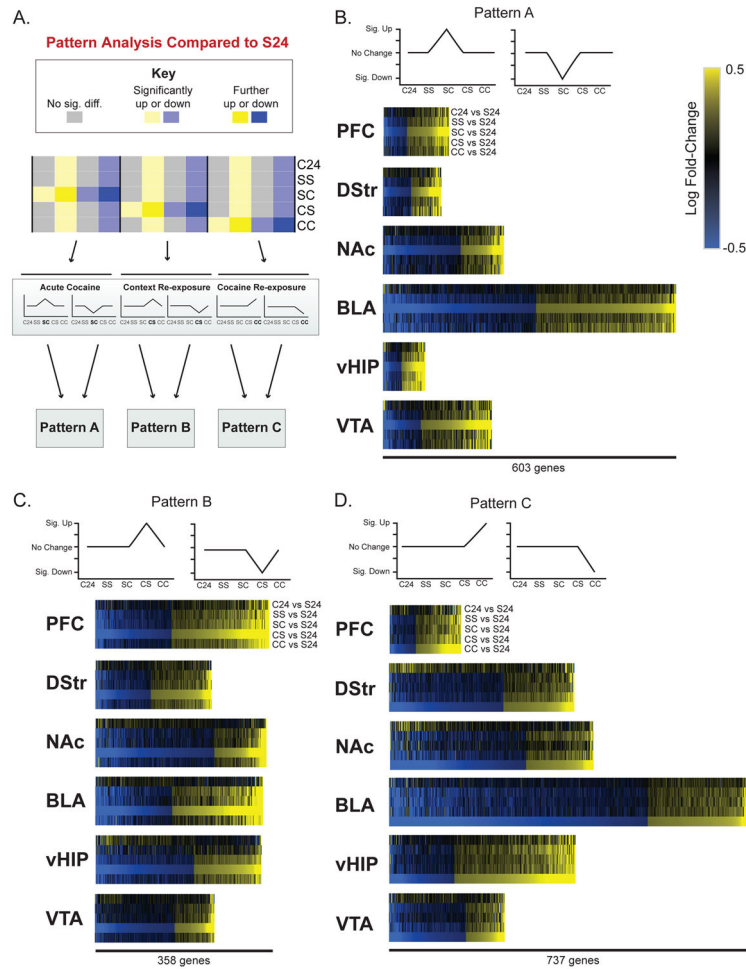 A.
Pattern Analysis Compared to S24
Key
No sig. diff.
Significantly
up or down
Further
up or down
C24
SS
SC
CS
CC
Acute Cocaine
Context Re-exposure
Cocaine Re-exposure
C24 SS SC CS CC
C24 SS SC CS CC
C24 SS SC CS CC
C24 SS SC CS CC
C24 SS SC CS CC
C24 SS SC CS CC
Pattern A
Pattern B
Pattern C
B.
Pattern A
Sig. Up
No Change
Sig. Down
C24 SS SC CS CC
C24 SS SC CS CC
PFC
C24 vs S24
SS vs S24
SC vs S24
CS vs S24
CC vs S24
DStr
NAc
BLA
vHIP
VTA
603 genes
0.5
Log Fold-Change
-0.5
C.
Pattern B
Sig. Up
No Change
Sig. Down
C24 SS SC CS CC
C24 SS SC CS CC
PFC
C24 vs S24
SS vs S24
SC vs S24
CS vs S24
CC vs S24
DStr
NAc
BLA
vHIP
VTA
358 genes
D.
Pattern C
Sig. Up
No Change
Sig. Down
C24 SS SC CS CC
C24 SS SC CS CC
PFC
C24 vs S24
SS vs S24
SC vs S24
CS vs S24
CC vs S24
DStr
NAc
BLA
vHIP
VTA
737 genes